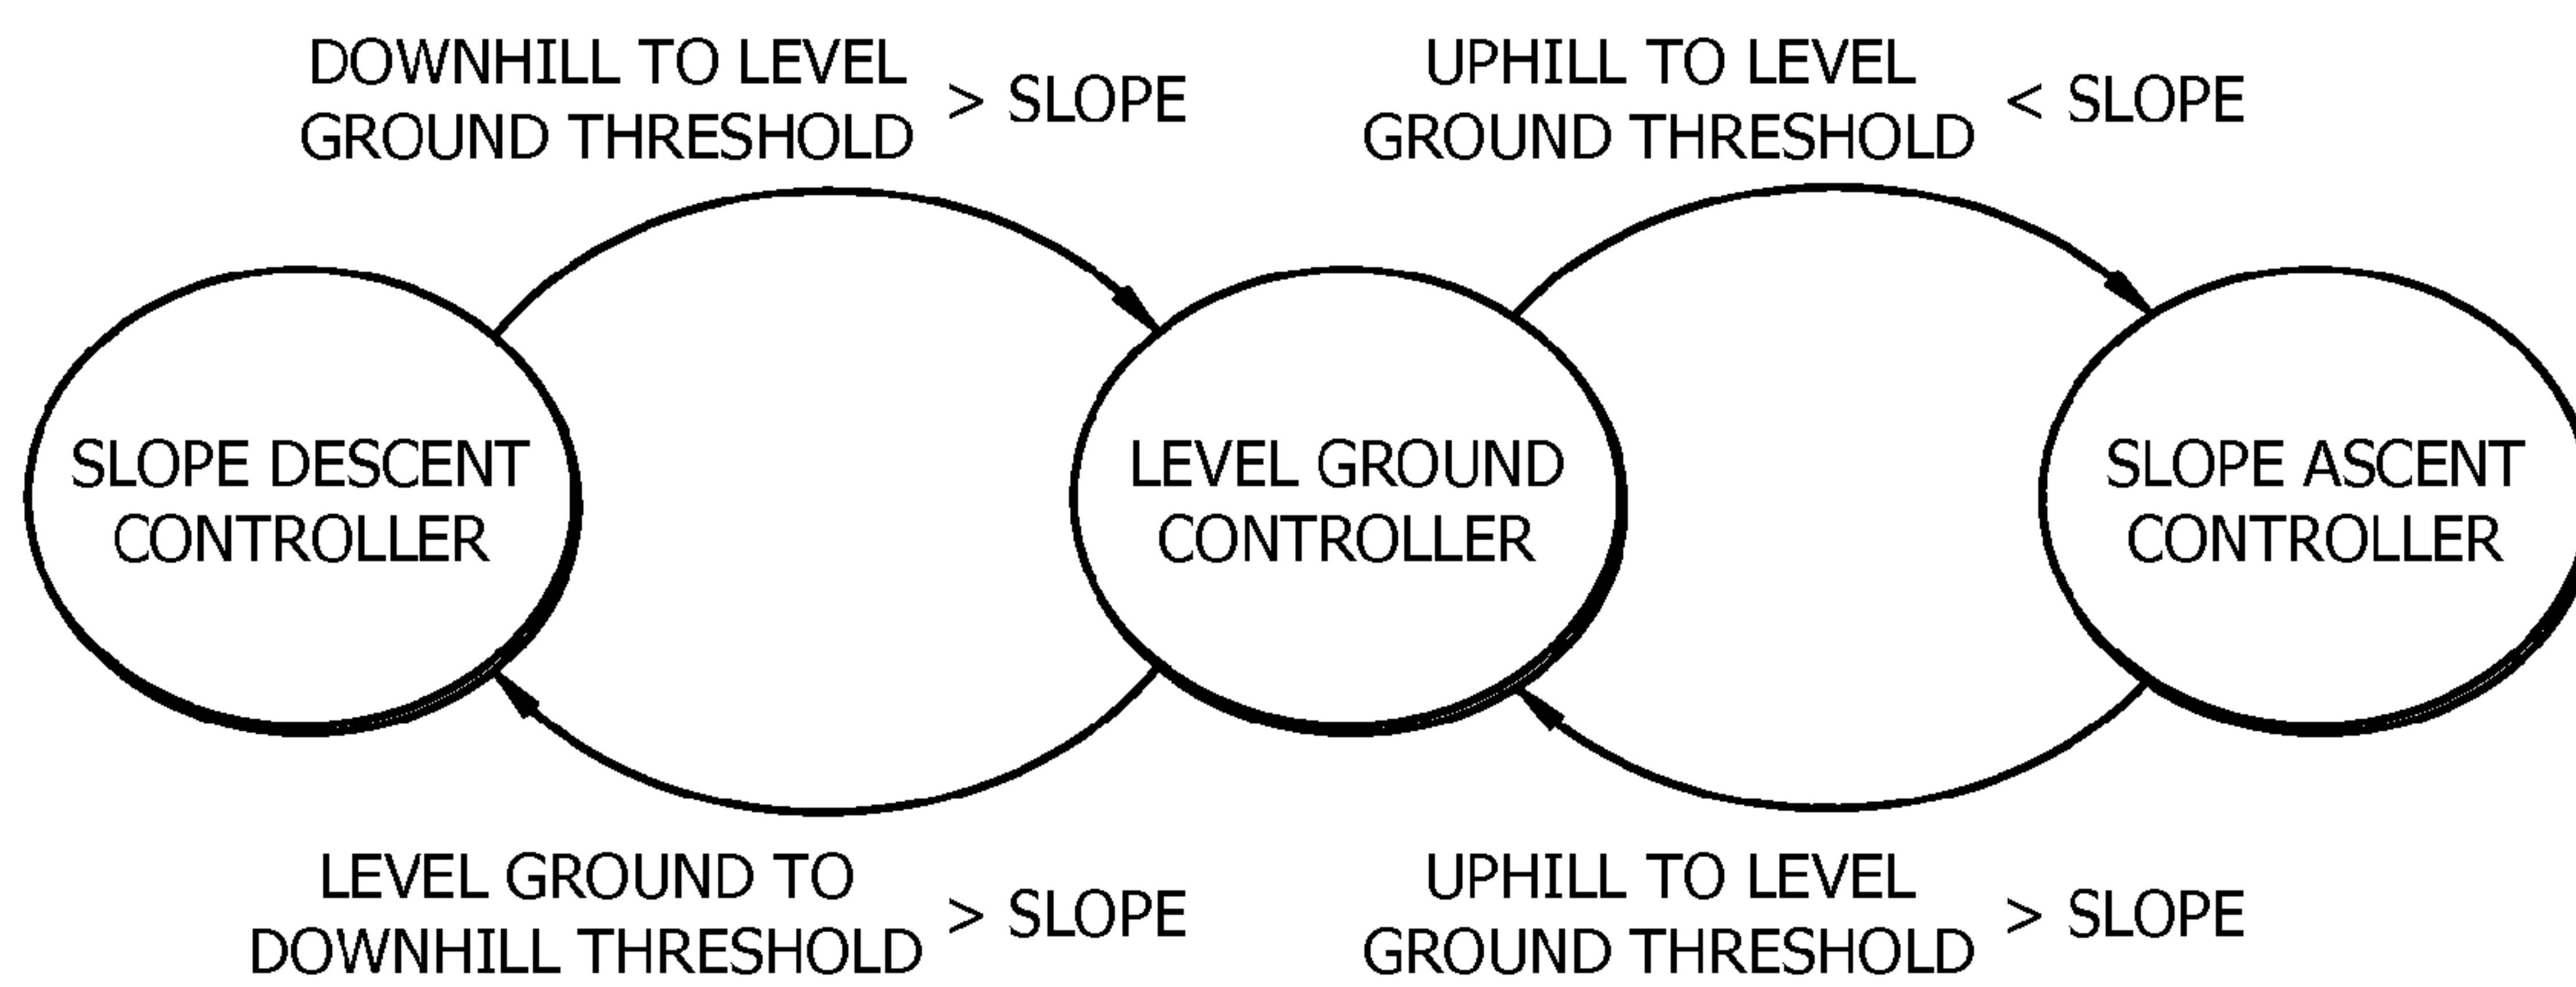 DOWNHILL TO LEVEL
GROUND THRESHOLD
> SLOPE
UPHILL TO LEVEL
GROUND THRESHOLD
< SLOPE
SLOPE DESCENT
CONTROLLER
LEVEL GROUND
CONTROLLER
SLOPE ASCENT
CONTROLLER
LEVEL GROUND TO
DOWNHILL THRESHOLD
> SLOPE
UPHILL TO LEVEL
GROUND THRESHOLD
> SLOPE